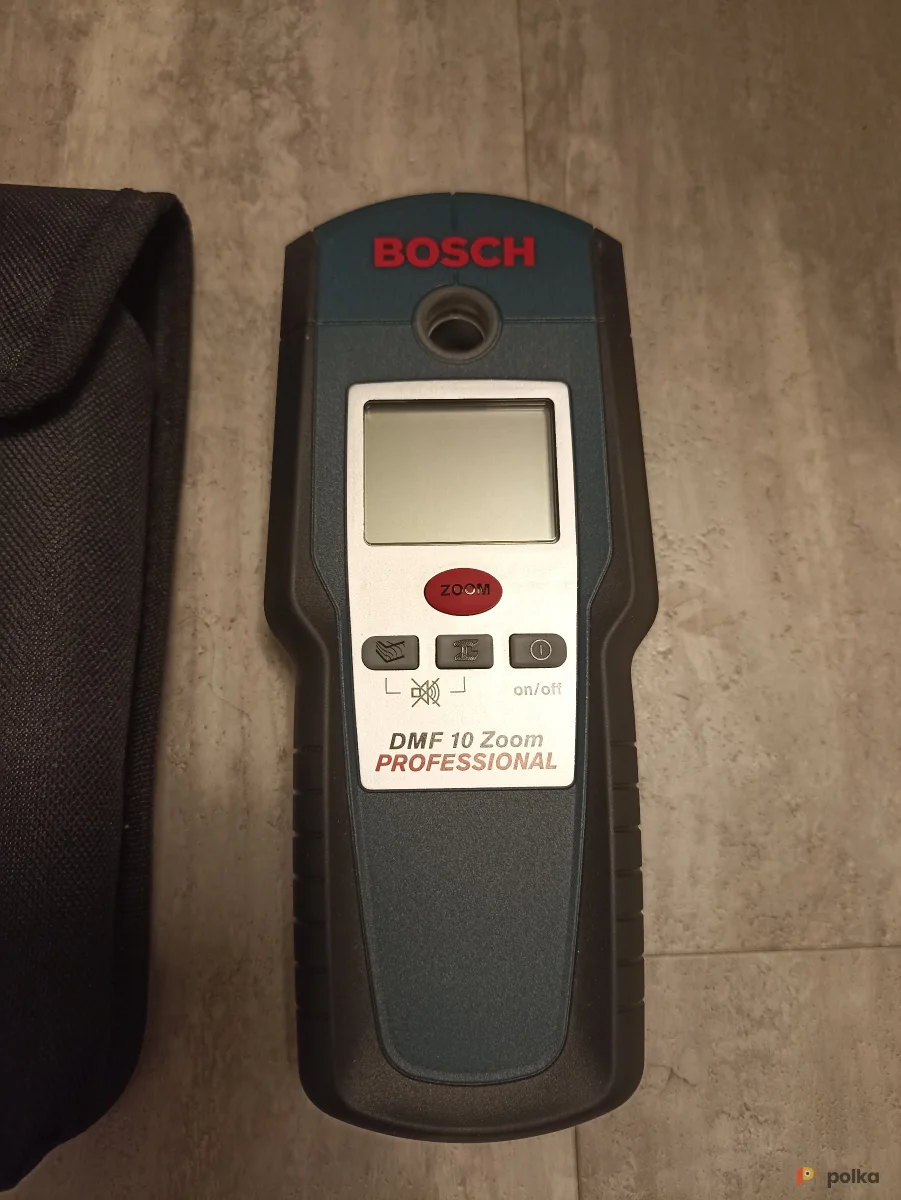 BOSCH
ZOOM
on/off
DMF 10 Zoom
PROFESSIONAL
polka